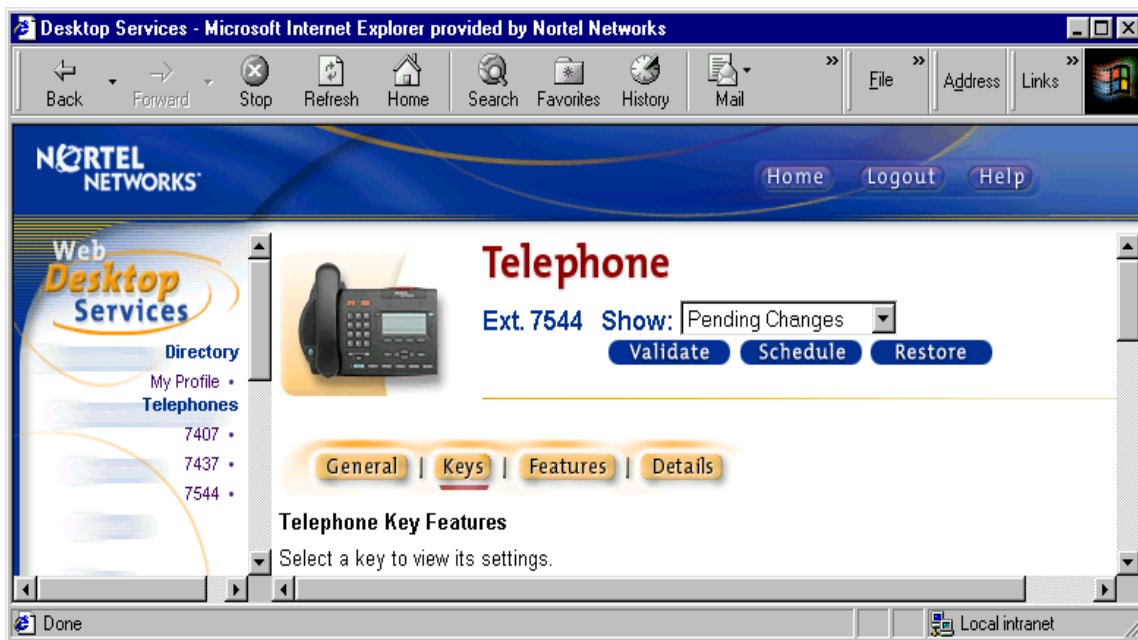 Desktop Services - Microsoft Internet Explorer provided by Nortel Networks
Back Forward Stop Refresh Home Search Favorites History Mail » File » Address Links »
NORTEL
NETWORKS
Home Logout Help
Web
Desktop
Services
Directory
My Profile •
Telephones
7407 •
7437 •
7544 •
Telephone
Ext. 7544 Show: Pending Changes
Validate Schedule Restore
General | Keys | Features | Details
Telephone Key Features
Select a key to view its settings.
Done Local intranet